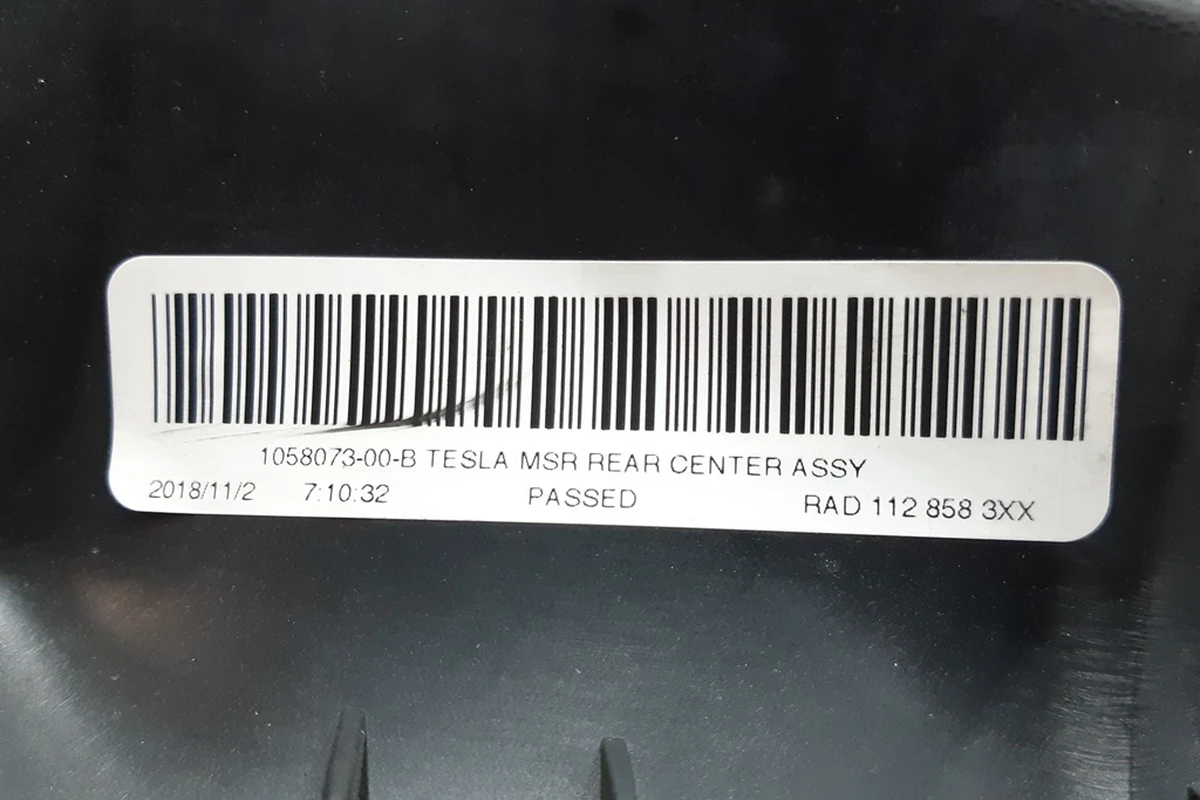 1058073-00-B TESLA MSR REAR CENTER ASSY
2018/11/2 7:10:32 PASSED RAD 112 858 3XX